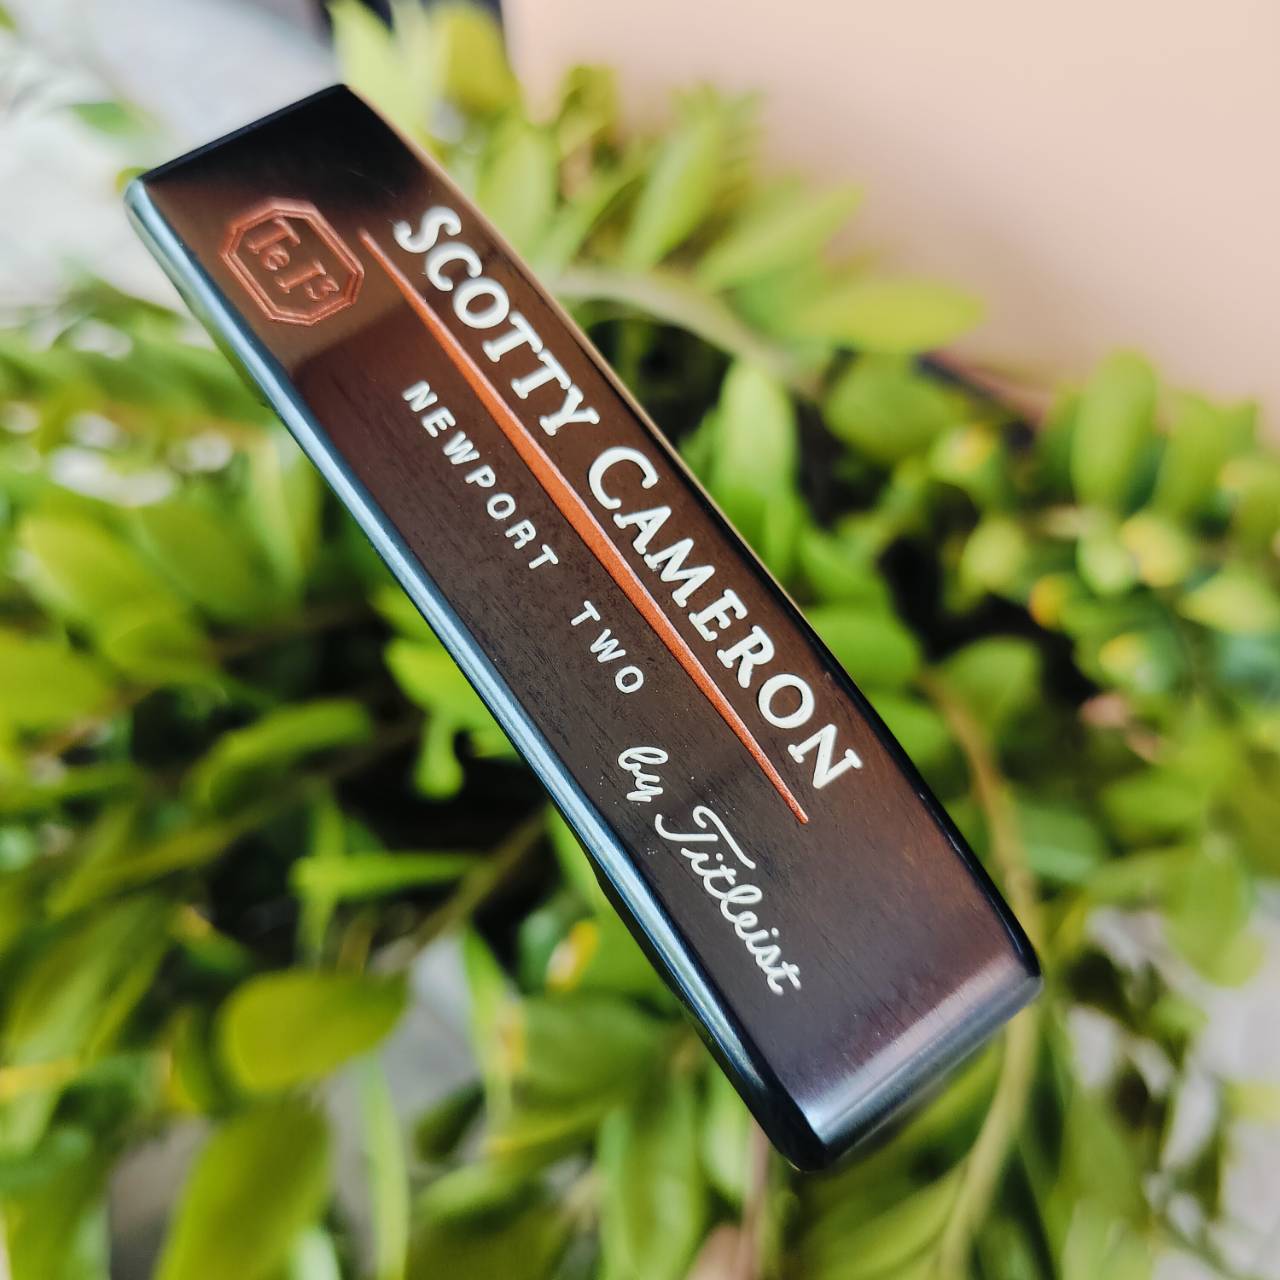 TeI³
SCOTTY CAMERON
NEWPORT TWO
by Titleist